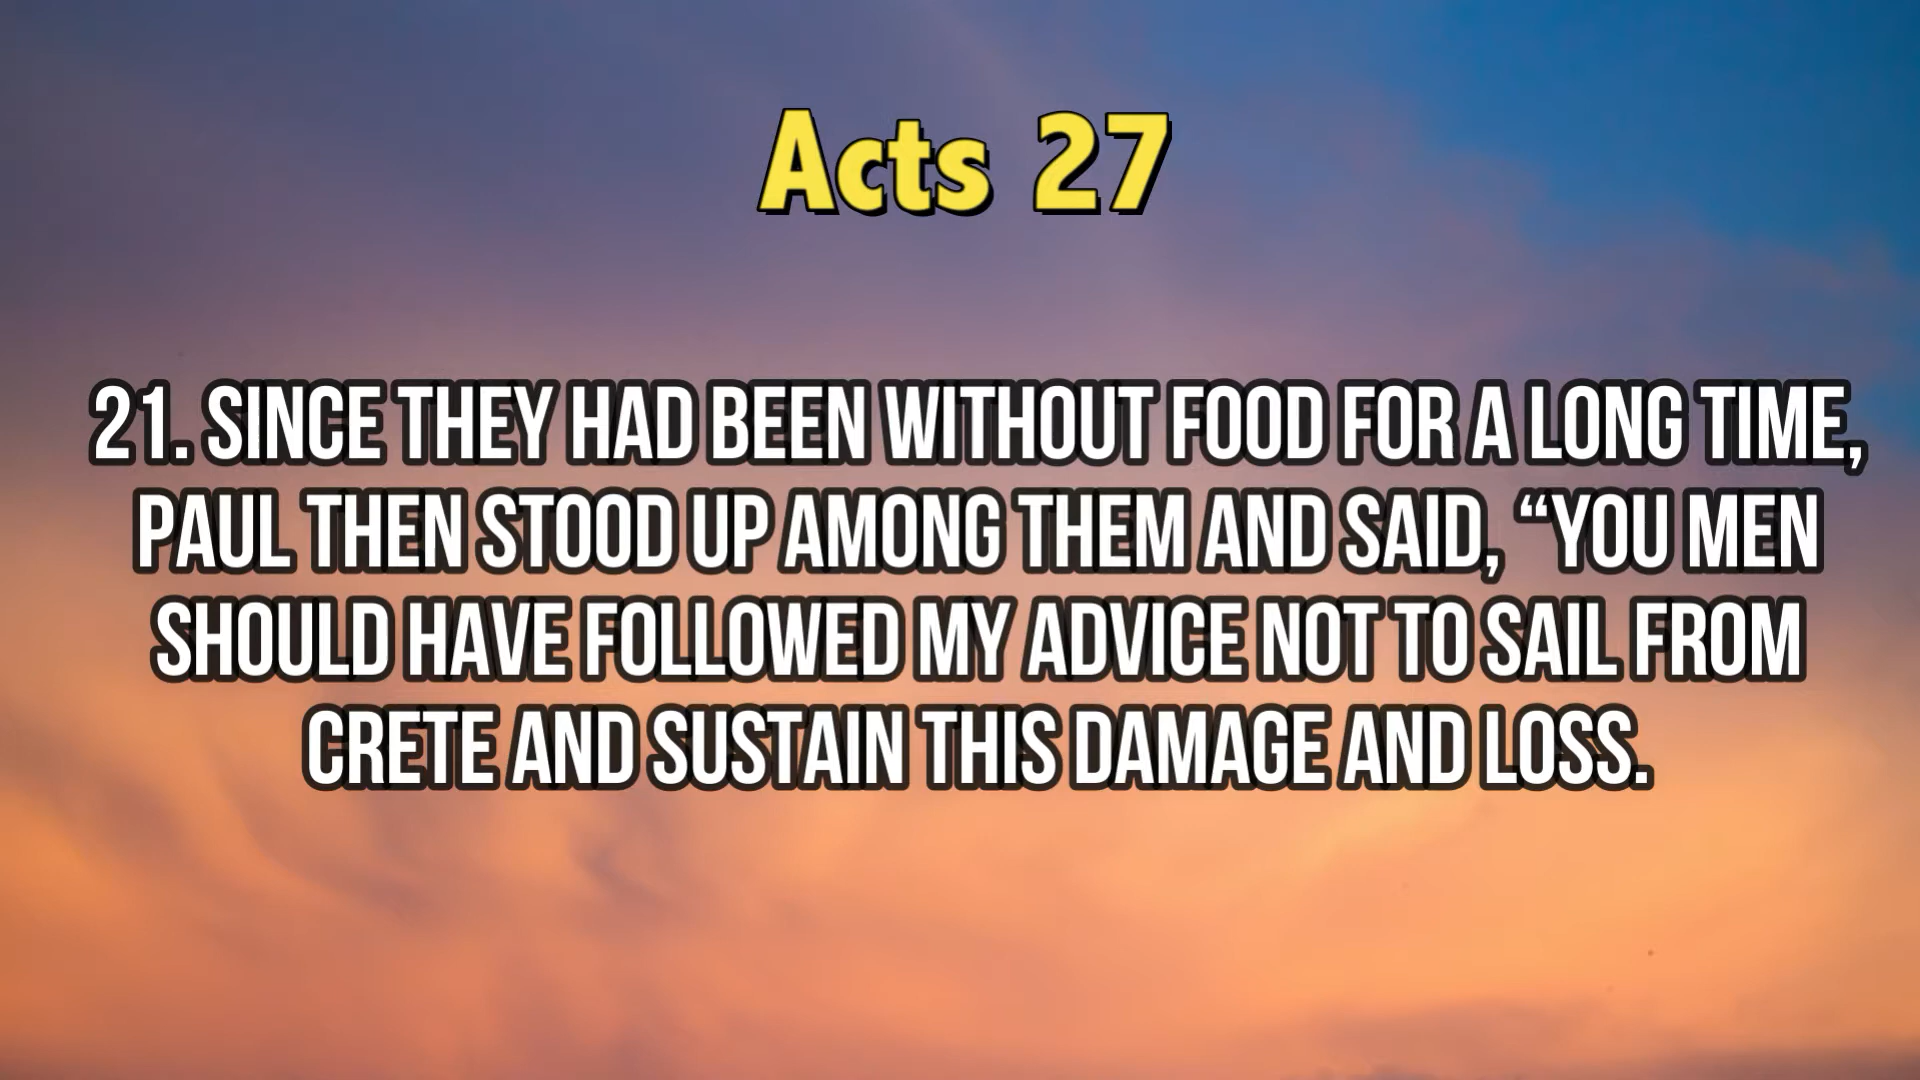 Acts 27
21. SINCE THEY HAD BEEN WITHOUT FOOD FOR A LONG TIME,
PAUL THEN STOOD UP AMONG THEM AND SAID, “YOU MEN
SHOULD HAVE FOLLOWED MY ADVICE NOT TO SAIL FROM
CRETE AND SUSTAIN THIS DAMAGE AND LOSS.